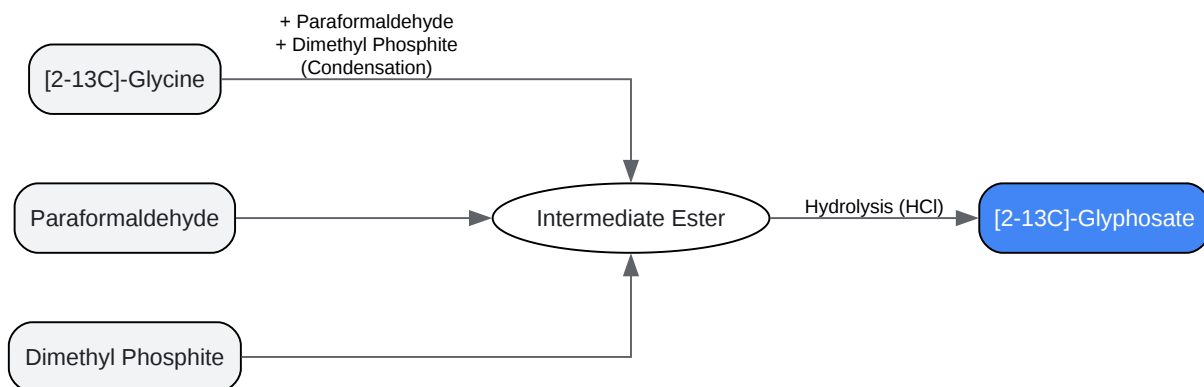 + Paraformaldehyde
+ Dimethyl Phosphite
(Condensation)
[2-13C]-Glycine
Paraformaldehyde
Intermediate Ester
Hydrolysis (HCl)
[2-13C]-Glyphosate
Dimethyl Phosphite